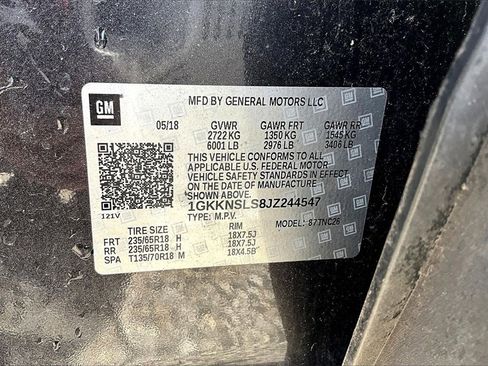 GM
MFD BY GENERAL MOTORS LLC
05/18 GVWR GAWR FRT GAWR RR
2722 KG 1350 KG 1545 KG
6001 LB 2976 LB 3406 LB
THIS VEHICLE CONFORMS TO ALL
APPLICABLE U.S. FEDERAL MOTOR
VEHICLE SAFETY STANDARDS IN EFFECT
ON THE DATE OF MANUFACTURE
SHOWN ABOVE.
121V 1GKKNSLS8JZ244547
TYPE: M.P.V. MODEL: 87TNC26
TIRE SIZE RIM
FRT 235/65R18 H 18X7.5J
RR 235/65R18 H 18X7.5J
SPA T135/70R18 M 18X4.5B